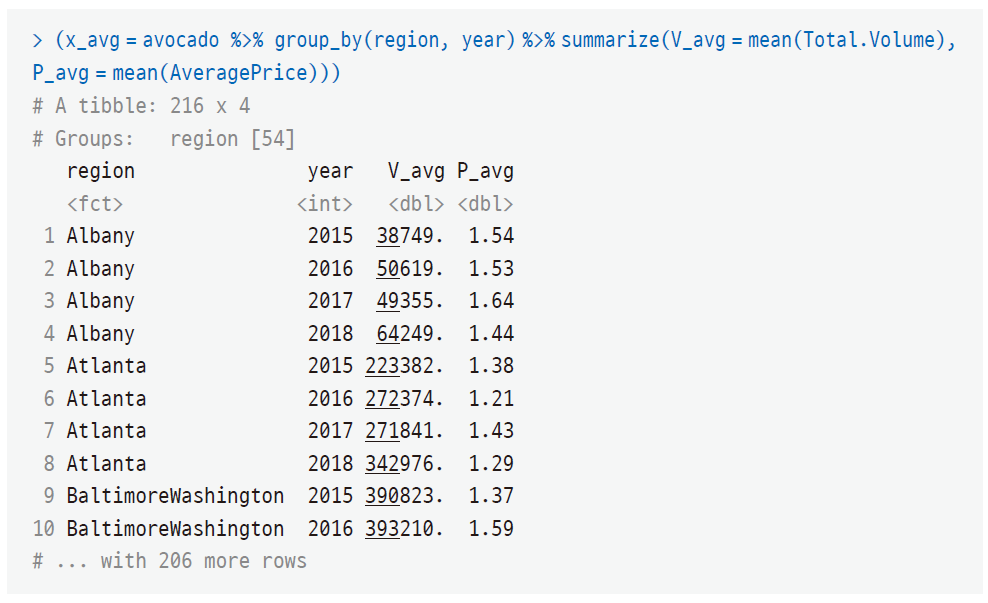 > (x_avg = avocado %>% group_by(region, year) %>% summarize(V_avg = mean(Total.Volume),
P_avg = mean(AveragePrice)))
# A tibble: 216 x 4
# Groups:   region [54]
   region              year   V_avg P_avg
   <fct>              <int>   <dbl> <dbl>
 1 Albany              2015  38749.  1.54
 2 Albany              2016  50619.  1.53
 3 Albany              2017  49355.  1.64
 4 Albany              2018  64249.  1.44
 5 Atlanta             2015 223382.  1.38
 6 Atlanta             2016 272374.  1.21
 7 Atlanta             2017 271841.  1.43
 8 Atlanta             2018 342976.  1.29
 9 BaltimoreWashington 2015 390823.  1.37
10 BaltimoreWashington 2016 393210.  1.59
# ... with 206 more rows